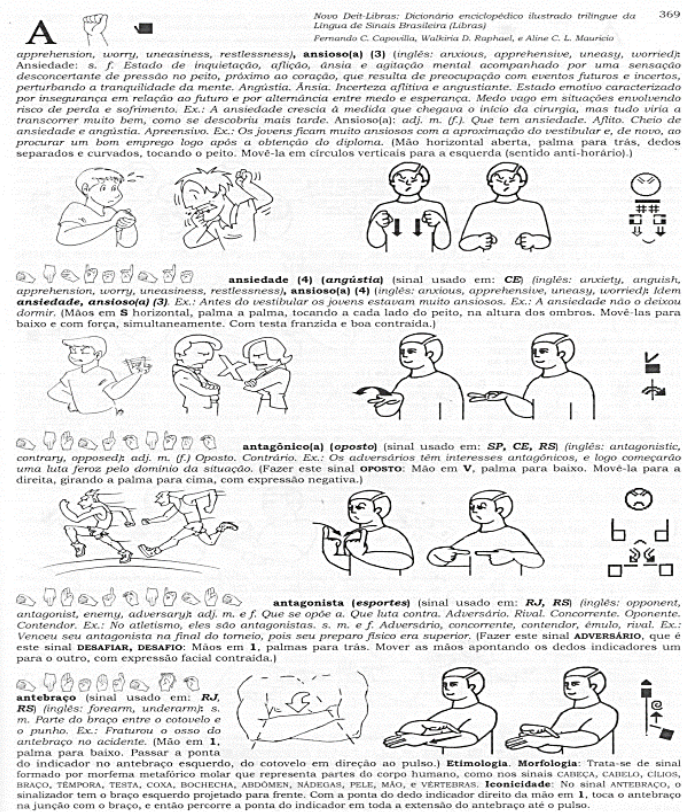 A
Novo Deit-Libras: Dicionário enciclopédico ilustrado trilíngue da
Língua de Sinais Brasileira (Libras)
Fernando C. Capovilla, Walkiria D. Raphael, e Aline C. L. Mauricio
369
apprehension, worry, uneasiness, restlessness), ansioso(a) (3) (inglês: anxious, apprehensive, uneasy, worried):
Ansiedade: s. f. Estado de inquietação, aflição, ânsia e agitação mental acompanhado por uma sensação
desconcertante de pressão no peito, próximo ao coração, que resulta de preocupação com eventos futuros e incertos,
perturbando a tranquilidade da mente. Angústia. Ânsia. Incerteza aflitiva e angustiante. Estado emotivo caracterizado
por insegurança em relação ao futuro e por alternância entre medo e esperança. Medo vago em situações envolvendo
risco de perda e sofrimento. Ex.: A ansiedade crescia à medida que chegava o início da cirurgia, mas tudo viria a
transcorrer muito bem, como se descobriu mais tarde. Ansioso(a): adj. m. (f.). Que tem ansiedade. Aflito. Cheio de
ansiedade e angústia. Apreensivo. Ex.: Os jovens ficam muito ansiosos com a aproximação do vestibular e, de novo, ao
procurar um bom emprego logo após a obtenção do diploma. (Mão horizontal aberta, palma para trás, dedos
separados e curvados, tocando o peito. Movê-la em círculos verticais para a esquerda (sentido anti-horário).)
ansiedade (4) (angústia) (sinal usado em: CE) (inglês: anxiety, anguish,
apprehension, worry, uneasiness, restlessness), ansioso(a) (4) (inglês: anxious, apprehensive, uneasy, worried): Idem
ansiedade, ansioso(a) (3). Ex.: Antes do vestibular os jovens estavam muito ansiosos. Ex.: A ansiedade não o deixou
dormir. (Mãos em S horizontal, palma a palma, tocando a cada lado do peito, na altura dos ombros. Movê-las para
baixo e com força, simultaneamente. Com testa franzida e boa contraída.)
antagônico(a) (oposto) (sinal usado em: SP, CE, RS) (inglês: antagonistic,
contrary, opposed): adj. m. (f.) Oposto. Contrário. Ex.: Os adversários têm interesses antagônicos, e logo começarão
uma luta feroz pelo domínio da situação. (Fazer este sinal OPOSTO: Mão em V, palma para baixo. Movê-la para a
direita, girando a palma para cima, com expressão negativa.)
antagonista (esportes) (sinal usado em: RJ, RS) (inglês: opponent,
antagonist, enemy, adversary): adj. m. e f. Que se opõe a. Que luta contra. Adversário. Rival. Concorrente. Oponente.
Contendor. Ex.: No atletismo, eles são antagonistas. s. m. e f. Adversário, concorrente, contendor, êmulo, rival. Ex.:
Venceu seu antagonista na final do torneio, pois seu preparo físico era superior. (Fazer este sinal ADVERSÁRIO, que é
este sinal DESAFIAR, DESAFIO: Mãos em 1, palmas para trás. Mover as mãos apontando os dedos indicadores um
para o outro, com expressão facial contraída.)
antebraço (sinal usado em: RJ,
RS) (inglês: forearm, underarm): s.
m. Parte do braço entre o cotovelo e
o punho. Ex.: Fraturou o osso do
antebraço no acidente. (Mão em 1,
palma para baixo. Passar a ponta
do indicador no antebraço esquerdo, do cotovelo em direção ao pulso.) Etimologia. Morfologia: Trata-se de sinal
formado por morfema metafórico molar que representa partes do corpo humano, como nos sinais CABEÇA, CABELO, CÍLIOS,
BRAÇO, TÊMPORA, TESTA, COXA, BOCHECHA, ABDÔMEN, NÁDEGAS, PELE, MÃO, e VÉRTEBRAS. Iconicidade: No sinal ANTEBRAÇO, o
sinalizador tem o braço esquerdo projetado para frente. Com a ponta do dedo indicador direito da mão em 1, toca o antebraço
na junção com o braço, e então percorre a ponta do indicador em toda a extensão do antebraço até o pulso.